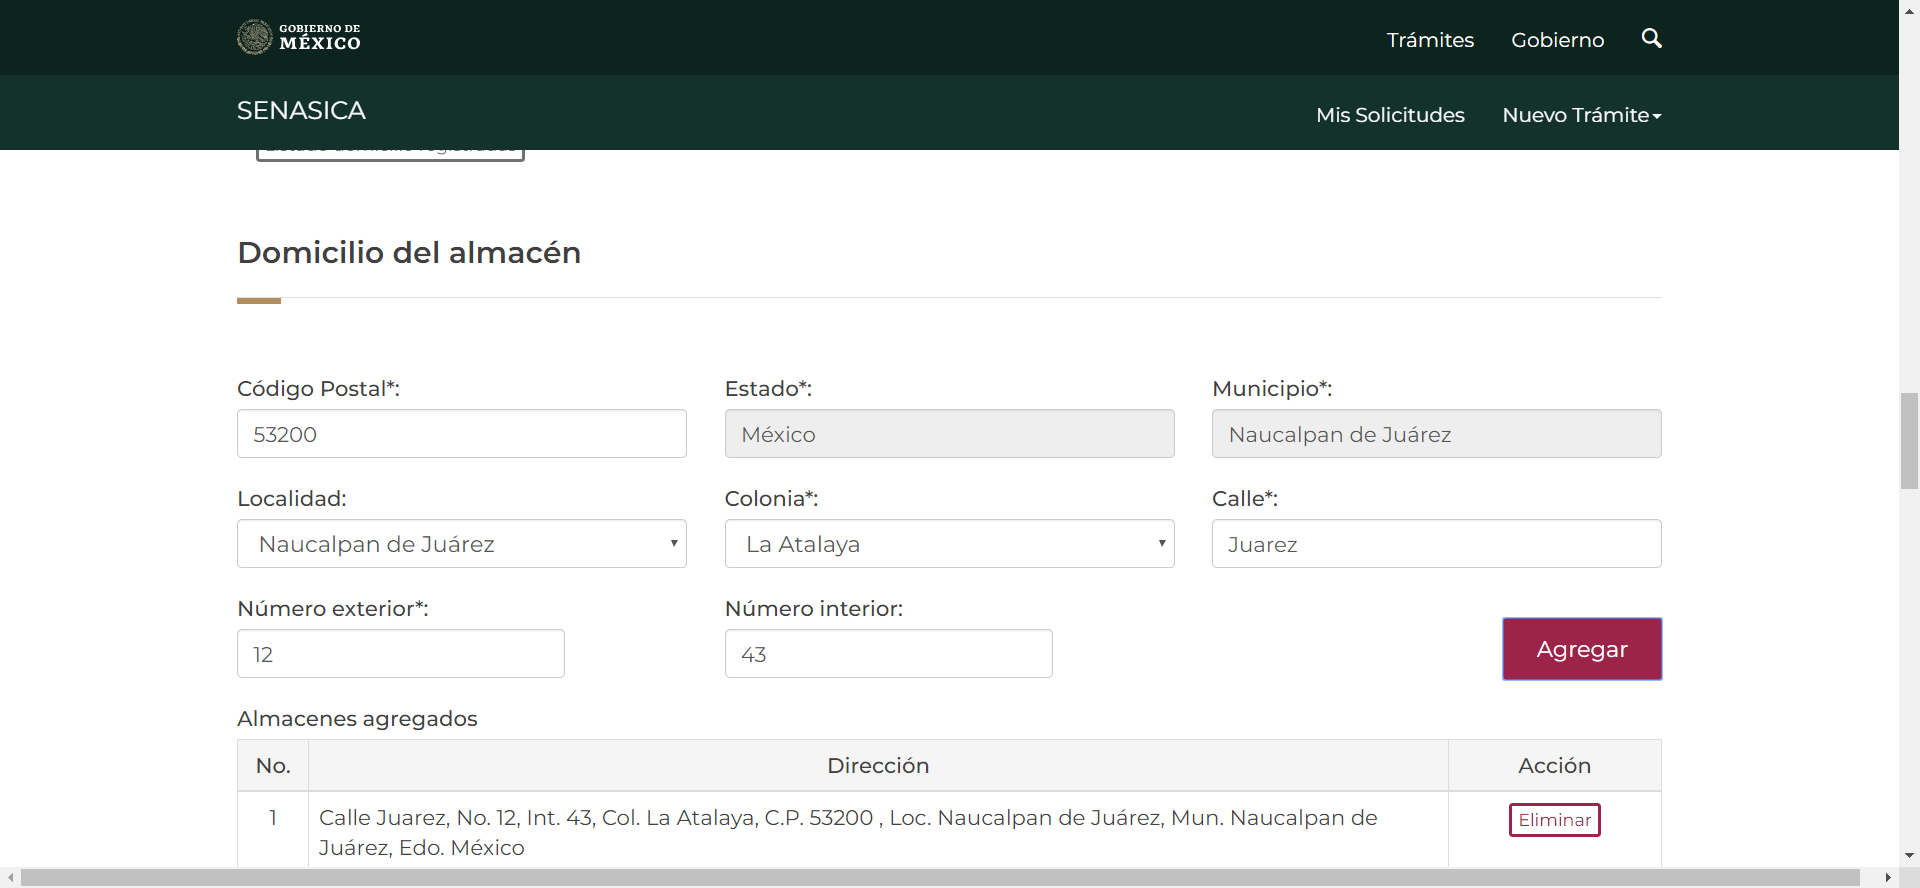 GOBIERNO DE
MÉXICO
Trámites
Gobierno
SENASICA
Mis Solicitudes
Nuevo Trámite
Domicilio del almacén
Código Postal*:
Estado*:
Municipio*:
53200
México
Naucalpan de Juárez
Localidad:
Colonia*:
Calle*:
Naucalpan de Juárez
La Atalaya
Juarez
Número exterior*:
Número interior:
12
43
Agregar
Almacenes agregados
No.
Dirección
Acción
1
Calle Juarez, No. 12, Int. 43, Col. La Atalaya, C.P. 53200 , Loc. Naucalpan de Juárez, Mun. Naucalpan de
Juárez, Edo. México
Eliminar